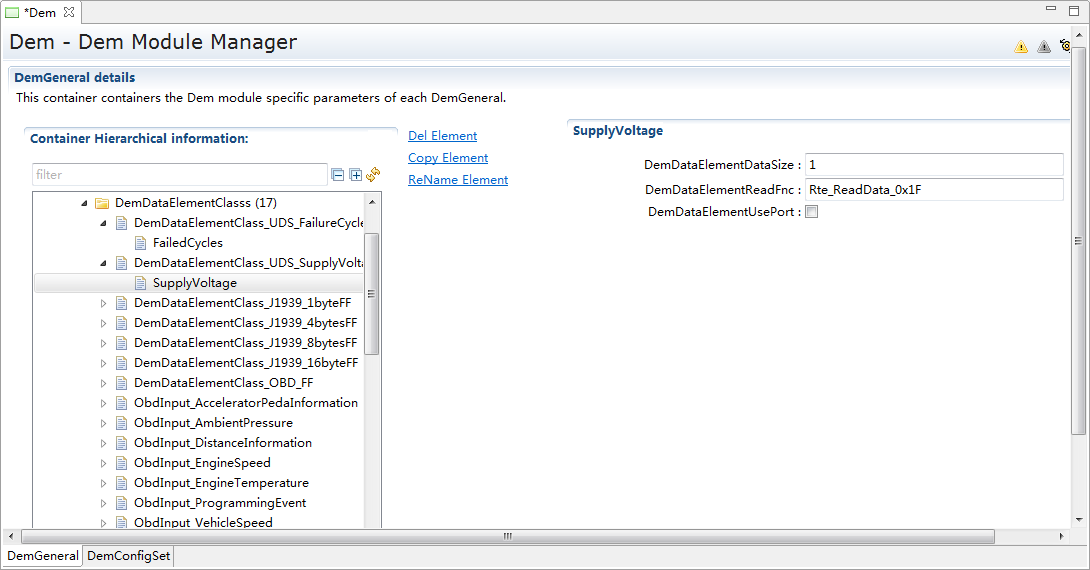 *Dem
Dem - Dem Module Manager
DemGeneral details
This container containers the Dem module specific parameters of each DemGeneral.
Container Hierarchical information:
filter
DemDataElementClasss (17)
DemDataElementClass_UDS_FailureCycle
FailedCycles
DemDataElementClass_UDS_SupplyVolta
SupplyVoltage
DemDataElementClass_J1939_1byteFF
DemDataElementClass_J1939_4bytesFF
DemDataElementClass_J1939_8bytesFF
DemDataElementClass_J1939_16byteFF
DemDataElementClass_OBD_FF
ObdInput_AcceleratorPedaInformation
ObdInput_AmbientPressure
ObdInput_DistanceInformation
ObdInput_EngineSpeed
ObdInput_EngineTemperature
ObdInput_ProgrammingEvent
ObdInput_VehicleSpeed
Del Element
Copy Element
ReName Element
SupplyVoltage
DemDataElementDataSize : 1
DemDataElementReadFnc : Rte_ReadData_0x1F
DemDataElementUsePort :
DemGeneral DemConfigSet